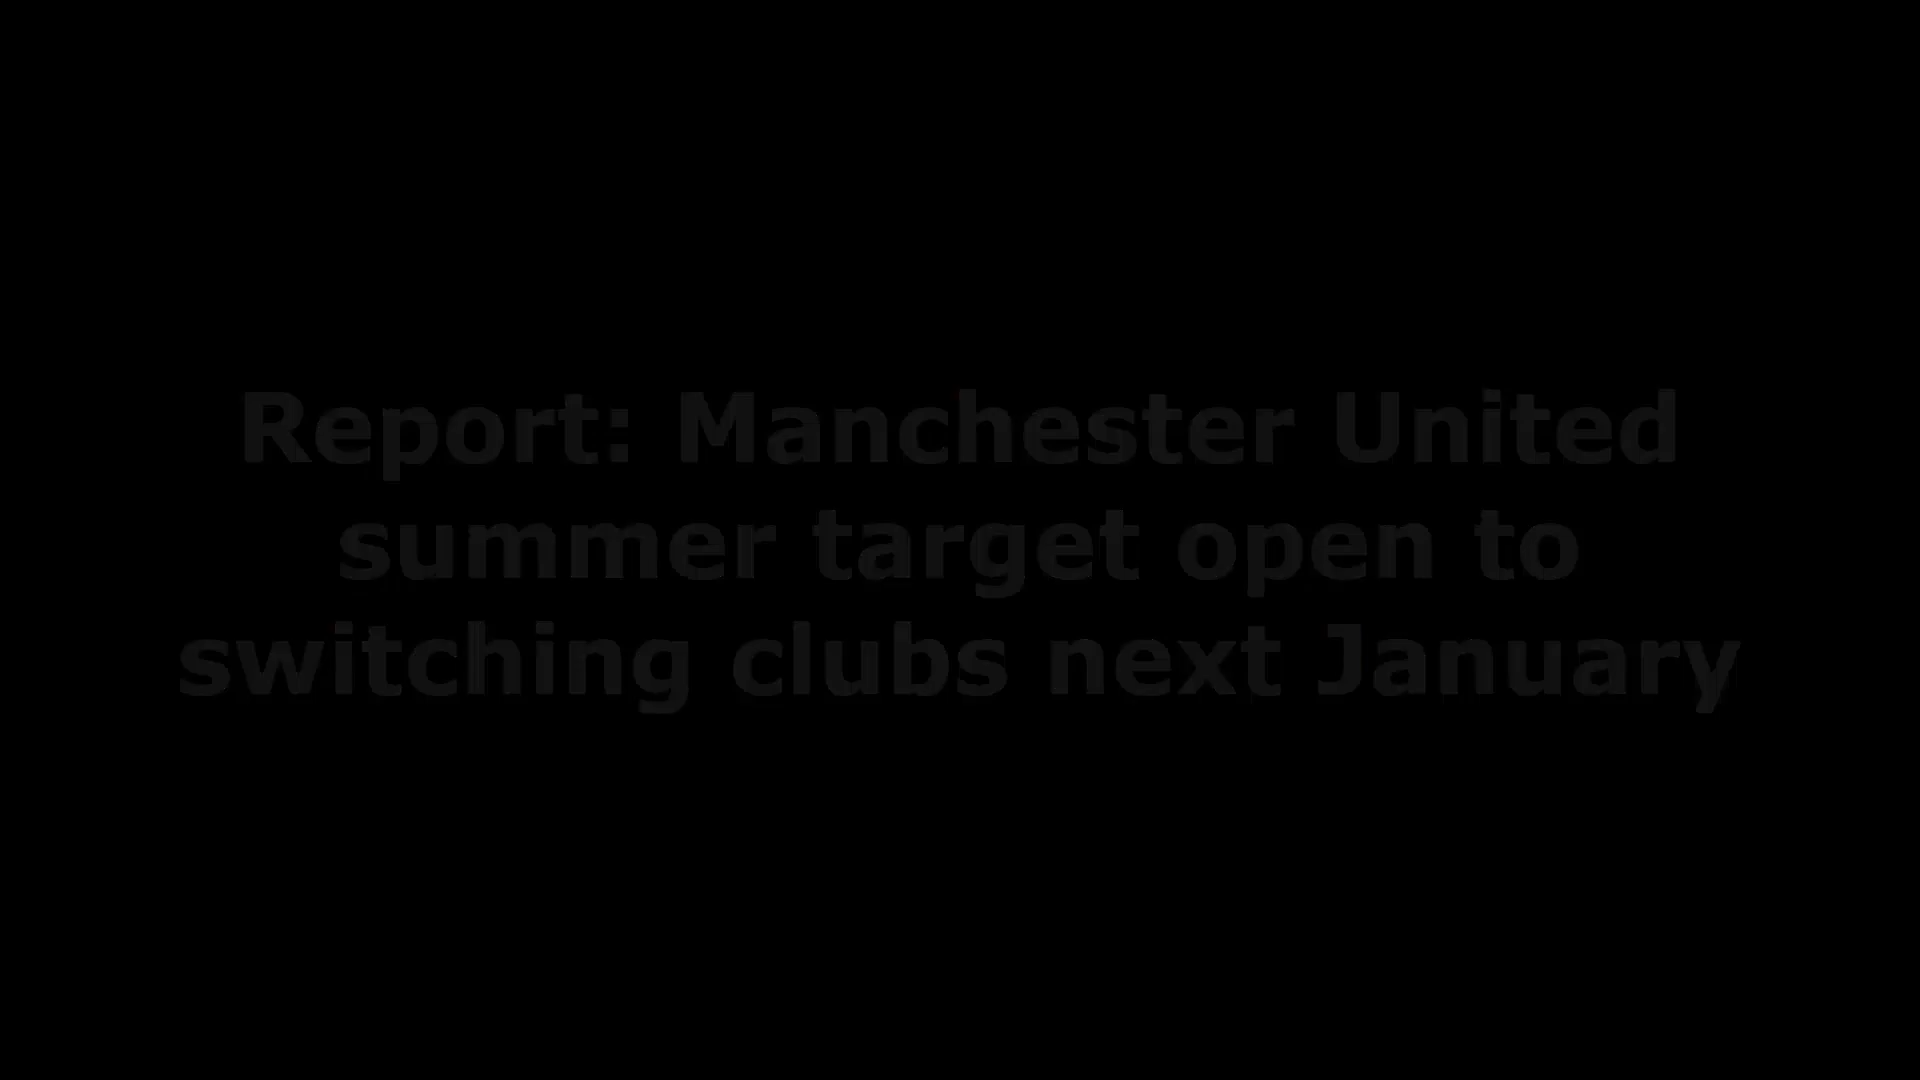 Report: Manchester United
summer target open to
switching clubs next January